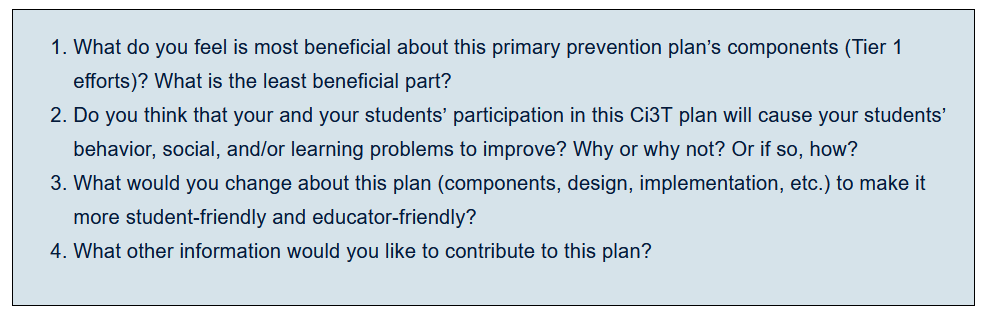 1. What do you feel is most beneficial about this primary prevention plan’s components (Tier 1
efforts)? What is the least beneficial part?
2. Do you think that your and your students’ participation in this Ci3T plan will cause your students’
behavior, social, and/or learning problems to improve? Why or why not? Or if so, how?
3. What would you change about this plan (components, design, implementation, etc.) to make it
more student-friendly and educator-friendly?
4. What other information would you like to contribute to this plan?